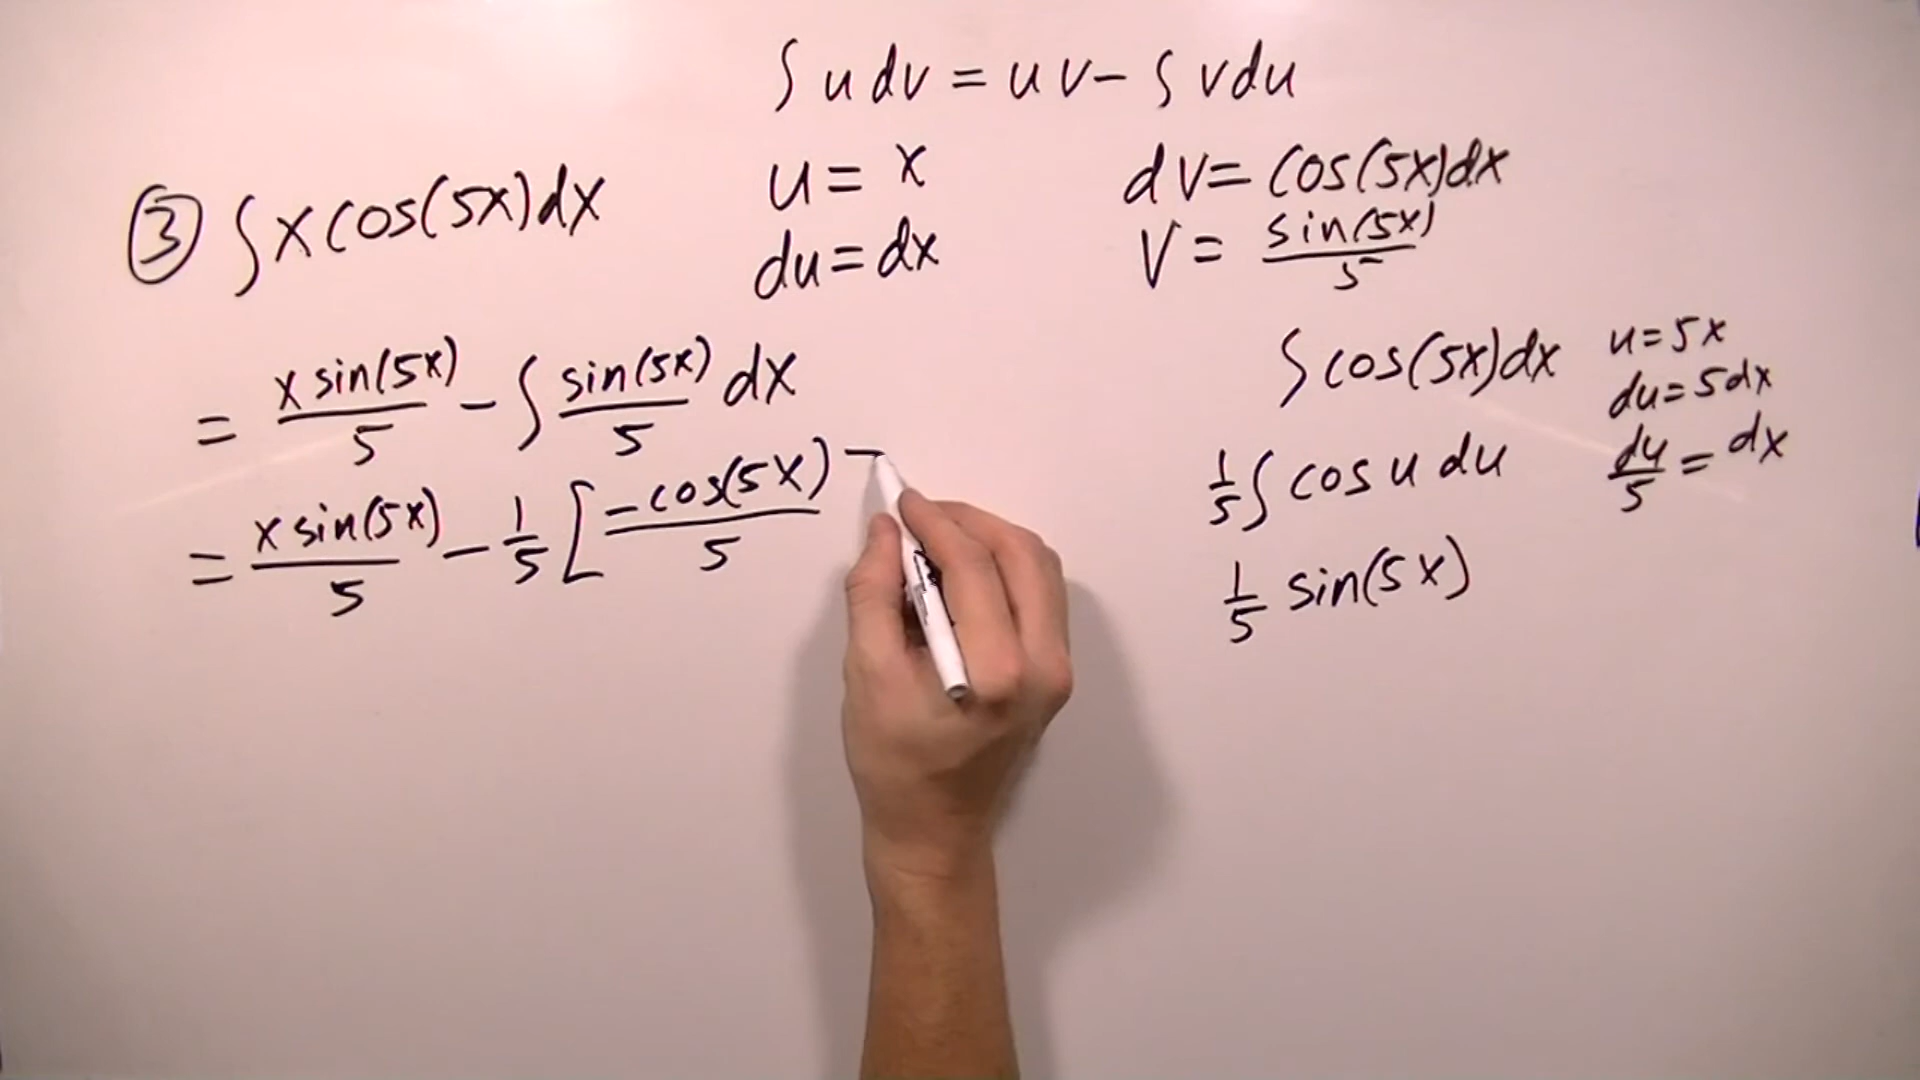 ∫ u dv = uv - ∫ v du
③ ∫ x cos(5x) dx
u = x
du = dx
dv = cos(5x) dx
v = sin(5x)/5
= x sin(5x)/5 - ∫ sin(5x)/5 dx
= x sin(5x)/5 - 1/5 [ -cos(5x)/5
∫ cos(5x) dx
1/5 ∫ cos u du
1/5 sin(5x)
u = 5x
du = 5dx
du/5 = dx